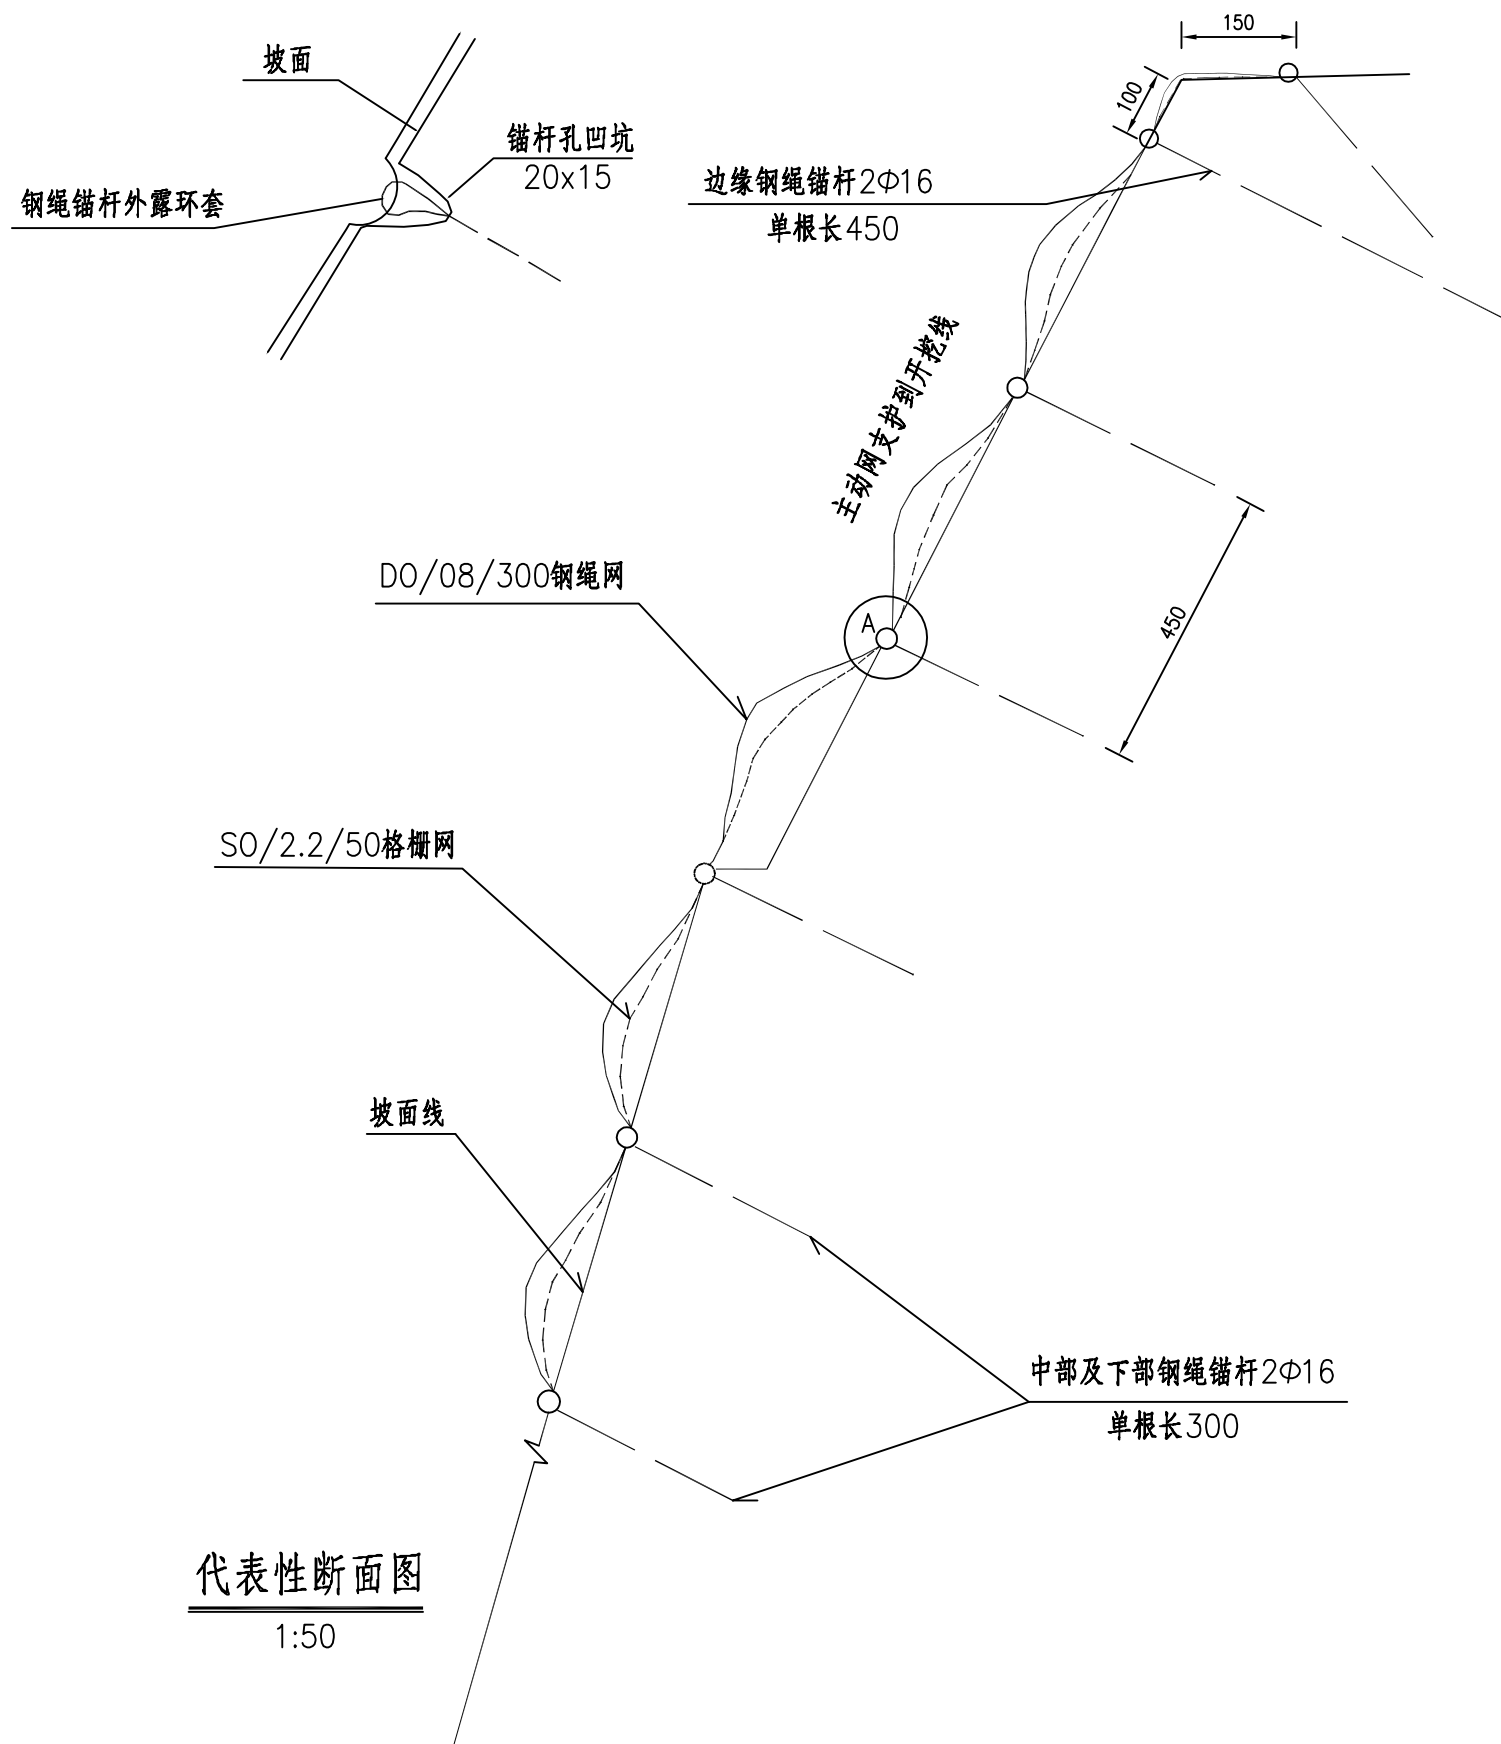 150
坡面
100
锚杆孔凹坑
20x15
边缘钢绳锚杆2Φ16
单根长450
钢绳锚杆外露环套
主动网支护到开挖线
DO/08/300钢绳网
A
450
SO/2.2/50格栅网
坡面线
中部及下部钢绳锚杆2Φ16
单根长300
代表性断面图
1:50